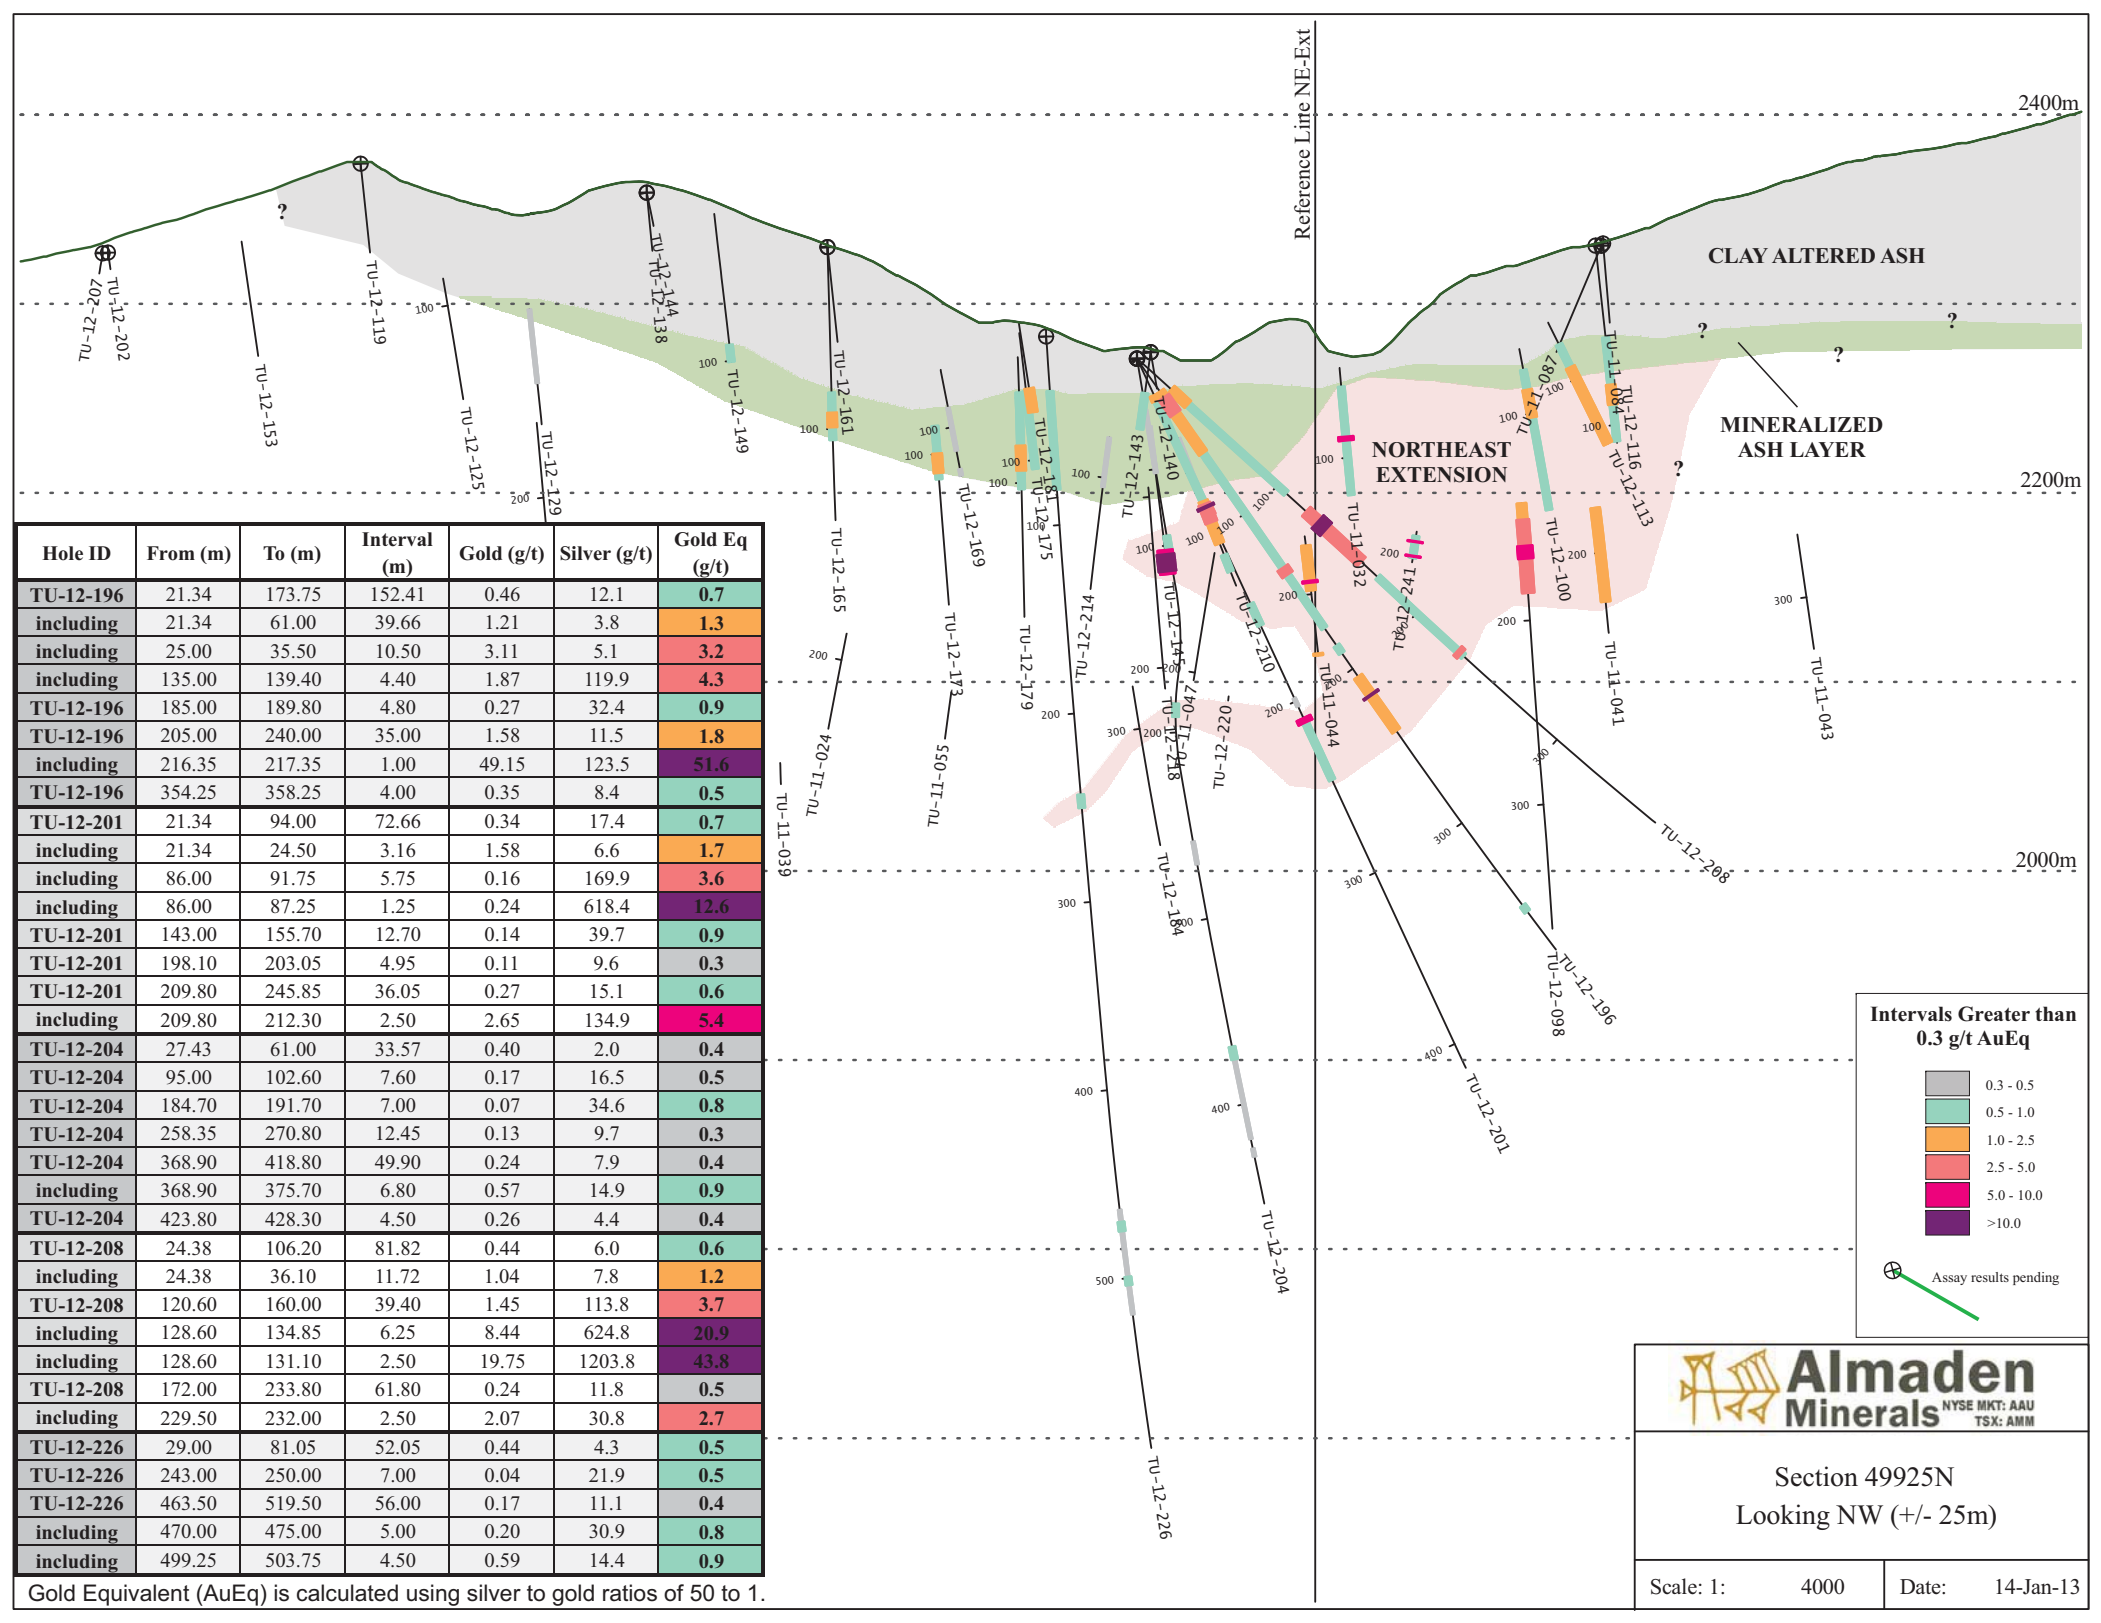 Reference Line NE-Ext
2400m
CLAY ALTERED ASH
?
?
?
?
?
MINERALIZED
ASH LAYER
NORTHEAST
EXTENSION
2200m
2000m
TU-12-207
TU-12-202
TU-12-153
TU-12-119
TU-12-125
TU-12-129
TU-12-144
TU-12-138
TU-12-149
TU-12-161
TU-12-165
TU-12-169
TU-12-173
TU-12-179
TU-12-181
TU-12-175
TU-12-214
TU-12-143
TU-12-140
TU-12-145
TU-12-218
TU-11-047
TU-12-220
TU-12-210
TU-11-044
TU-11-032
TU-12-241
TU-11-087
TU-11-084
TU-12-116
TU-12-113
TU-12-100
TU-11-041
TU-11-043
TU-11-024
TU-11-055
TU-11-039
TU-12-184
TU-12-208
TU-12-196
TU-12-098
TU-12-201
TU-12-204
TU-12-226
100
200
300
400
500
Hole ID From (m) To (m) Interval (m) Gold (g/t) Silver (g/t) Gold Eq (g/t)
TU-12-196 21.34 173.75 152.41 0.46 12.1 0.7
including 21.34 61.00 39.66 1.21 3.8 1.3
including 25.00 35.50 10.50 3.11 5.1 3.2
including 135.00 139.40 4.40 1.87 119.9 4.3
TU-12-196 185.00 189.80 4.80 0.27 32.4 0.9
TU-12-196 205.00 240.00 35.00 1.58 11.5 1.8
including 216.35 217.35 1.00 49.15 123.5 51.6
TU-12-196 354.25 358.25 4.00 0.35 8.4 0.5
TU-12-201 21.34 94.00 72.66 0.34 17.4 0.7
including 21.34 24.50 3.16 1.58 6.6 1.7
including 86.00 91.75 5.75 0.16 169.9 3.6
including 86.00 87.25 1.25 0.24 618.4 12.6
TU-12-201 143.00 155.70 12.70 0.14 39.7 0.9
TU-12-201 198.10 203.05 4.95 0.11 9.6 0.3
TU-12-201 209.80 245.85 36.05 0.27 15.1 0.6
including 209.80 212.30 2.50 2.65 134.9 5.4
TU-12-204 27.43 61.00 33.57 0.40 2.0 0.4
TU-12-204 95.00 102.60 7.60 0.17 16.5 0.5
TU-12-204 184.70 191.70 7.00 0.07 34.6 0.8
TU-12-204 258.35 270.80 12.45 0.13 9.7 0.3
TU-12-204 368.90 418.80 49.90 0.24 7.9 0.4
including 368.90 375.70 6.80 0.57 14.9 0.9
TU-12-204 423.80 428.30 4.50 0.26 4.4 0.4
TU-12-208 24.38 106.20 81.82 0.44 6.0 0.6
including 24.38 36.10 11.72 1.04 7.8 1.2
TU-12-208 120.60 160.00 39.40 1.45 113.8 3.7
including 128.60 134.85 6.25 8.44 624.8 20.9
including 128.60 131.10 2.50 19.75 1203.8 43.8
TU-12-208 172.00 233.80 61.80 0.24 11.8 0.5
including 229.50 232.00 2.50 2.07 30.8 2.7
TU-12-226 29.00 81.05 52.05 0.44 4.3 0.5
TU-12-226 243.00 250.00 7.00 0.04 21.9 0.5
TU-12-226 463.50 519.50 56.00 0.17 11.1 0.4
including 470.00 475.00 5.00 0.20 30.9 0.8
including 499.25 503.75 4.50 0.59 14.4 0.9
Gold Equivalent (AuEq) is calculated using silver to gold ratios of 50 to 1.
Intervals Greater than
0.3 g/t AuEq
0.3 - 0.5
0.5 - 1.0
1.0 - 2.5
2.5 - 5.0
5.0 - 10.0
>10.0
Assay results pending
Almaden
Minerals NYSE MKT: AAU
TSX: AMM
Section 49925N
Looking NW (+/- 25m)
Scale: 1: 4000 Date: 14-Jan-13